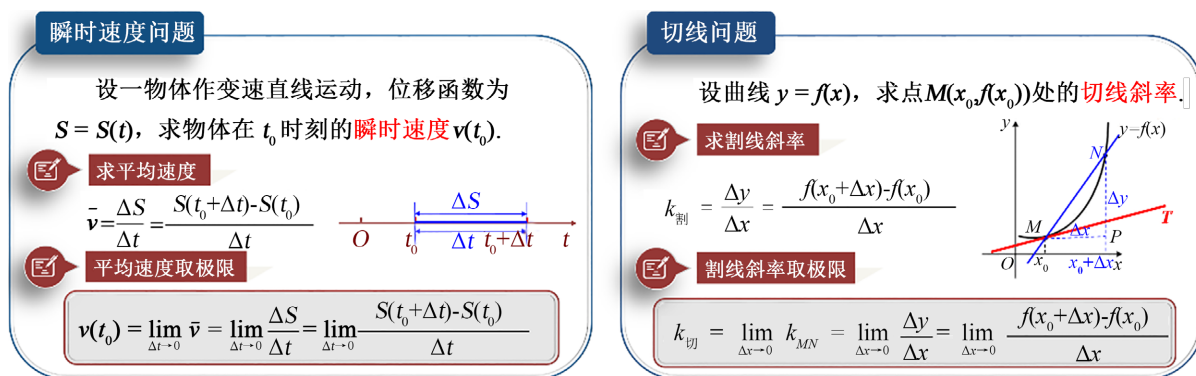 瞬时速度问题
设一物体作变速直线运动，位移函数为
S = S(t)，求物体在 t₀ 时刻的瞬时速度v(t₀).
求平均速度
v̄=ΔS/Δt=(S(t₀+Δt)-S(t₀))/Δt
ΔS
O t₀ Δt t₀+Δt t
平均速度取极限
v(t₀)=lim(Δt→0) v̄=lim(Δt→0) ΔS/Δt=lim(Δt→0) (S(t₀+Δt)-S(t₀))/Δt
切线问题
设曲线 y = f(x)，求点M(x₀,f(x₀))处的切线斜率.
求割线斜率
k割 = Δy/Δx = (f(x₀+Δx)-f(x₀))/Δx
y y=f(x)
N
Δy
T
M Δx P
O x₀ x₀+Δx x
割线斜率取极限
k切 = lim(Δx→0) kMN = lim(Δx→0) Δy/Δx = lim(Δx→0) (f(x₀+Δx)-f(x₀))/Δx